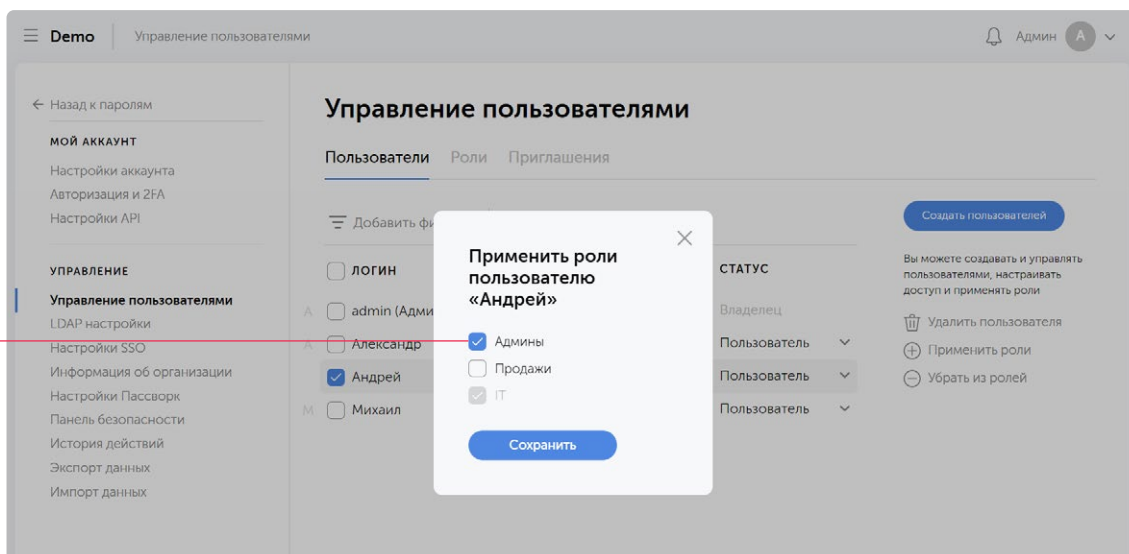 Demo
Управление пользователями
Админ
A
Назад к паролям
МОЙ АККАУНТ
Настройки аккаунта
Авторизация и 2FA
Настройки API
УПРАВЛЕНИЕ
Управление пользователями
LDAP настройки
Настройки SSO
Информация об организации
Настройки Пассворк
Панель безопасности
История действий
Экспорт данных
Импорт данных
Управление пользователями
Пользователи Роли Приглашения
Добавить
ЛОГИН СТАТУС
A admin Владелец
A Александр Пользователь
Андрей Пользователь
М Михаил Пользователь
Применить роли
пользователю
«Андрей»
Админы
Продажи
IT
Сохранить
Создать пользователей
Вы можете создавать и управлять
пользователями, настраивать
доступ и применять роли
Удалить пользователя
Применить роли
Убрать из ролей